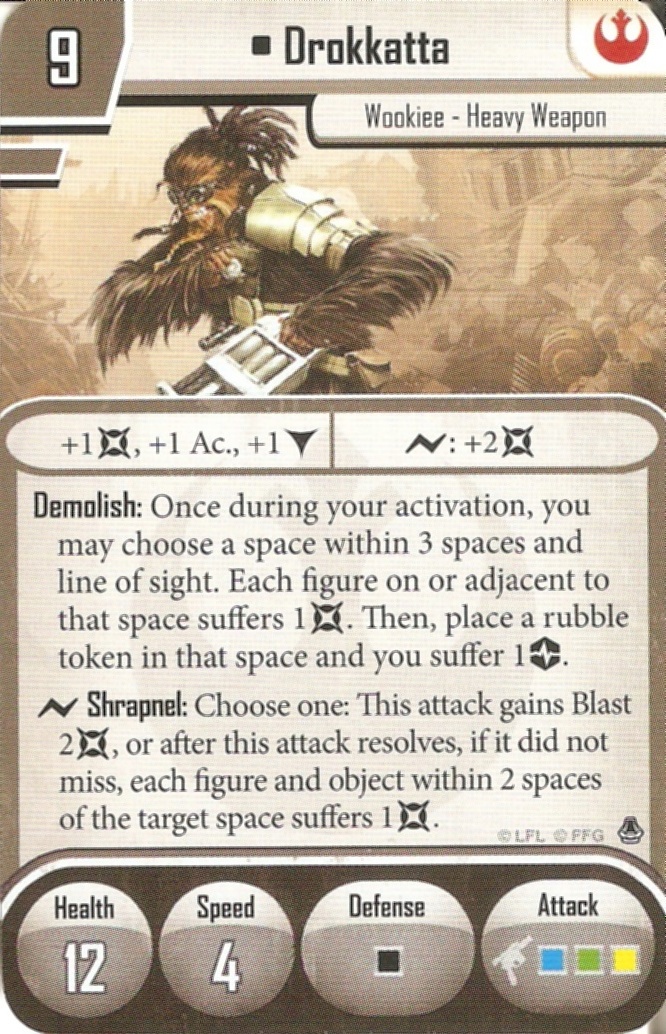 9
Drokkatta
Wookiee - Heavy Weapon
+1, +1 Ac., +1
: +2
Demolish: Once during your activation, you
may choose a space within 3 spaces and
line of sight. Each figure on or adjacent to
that space suffers 1. Then, place a rubble
token in that space and you suffer 1.
Shrapnel: Choose one: This attack gains Blast
2, or after this attack resolves, if it did not
miss, each figure and object within 2 spaces
of the target space suffers 1.
© LFL © FFG
Health
12
Speed
4
Defense
Attack